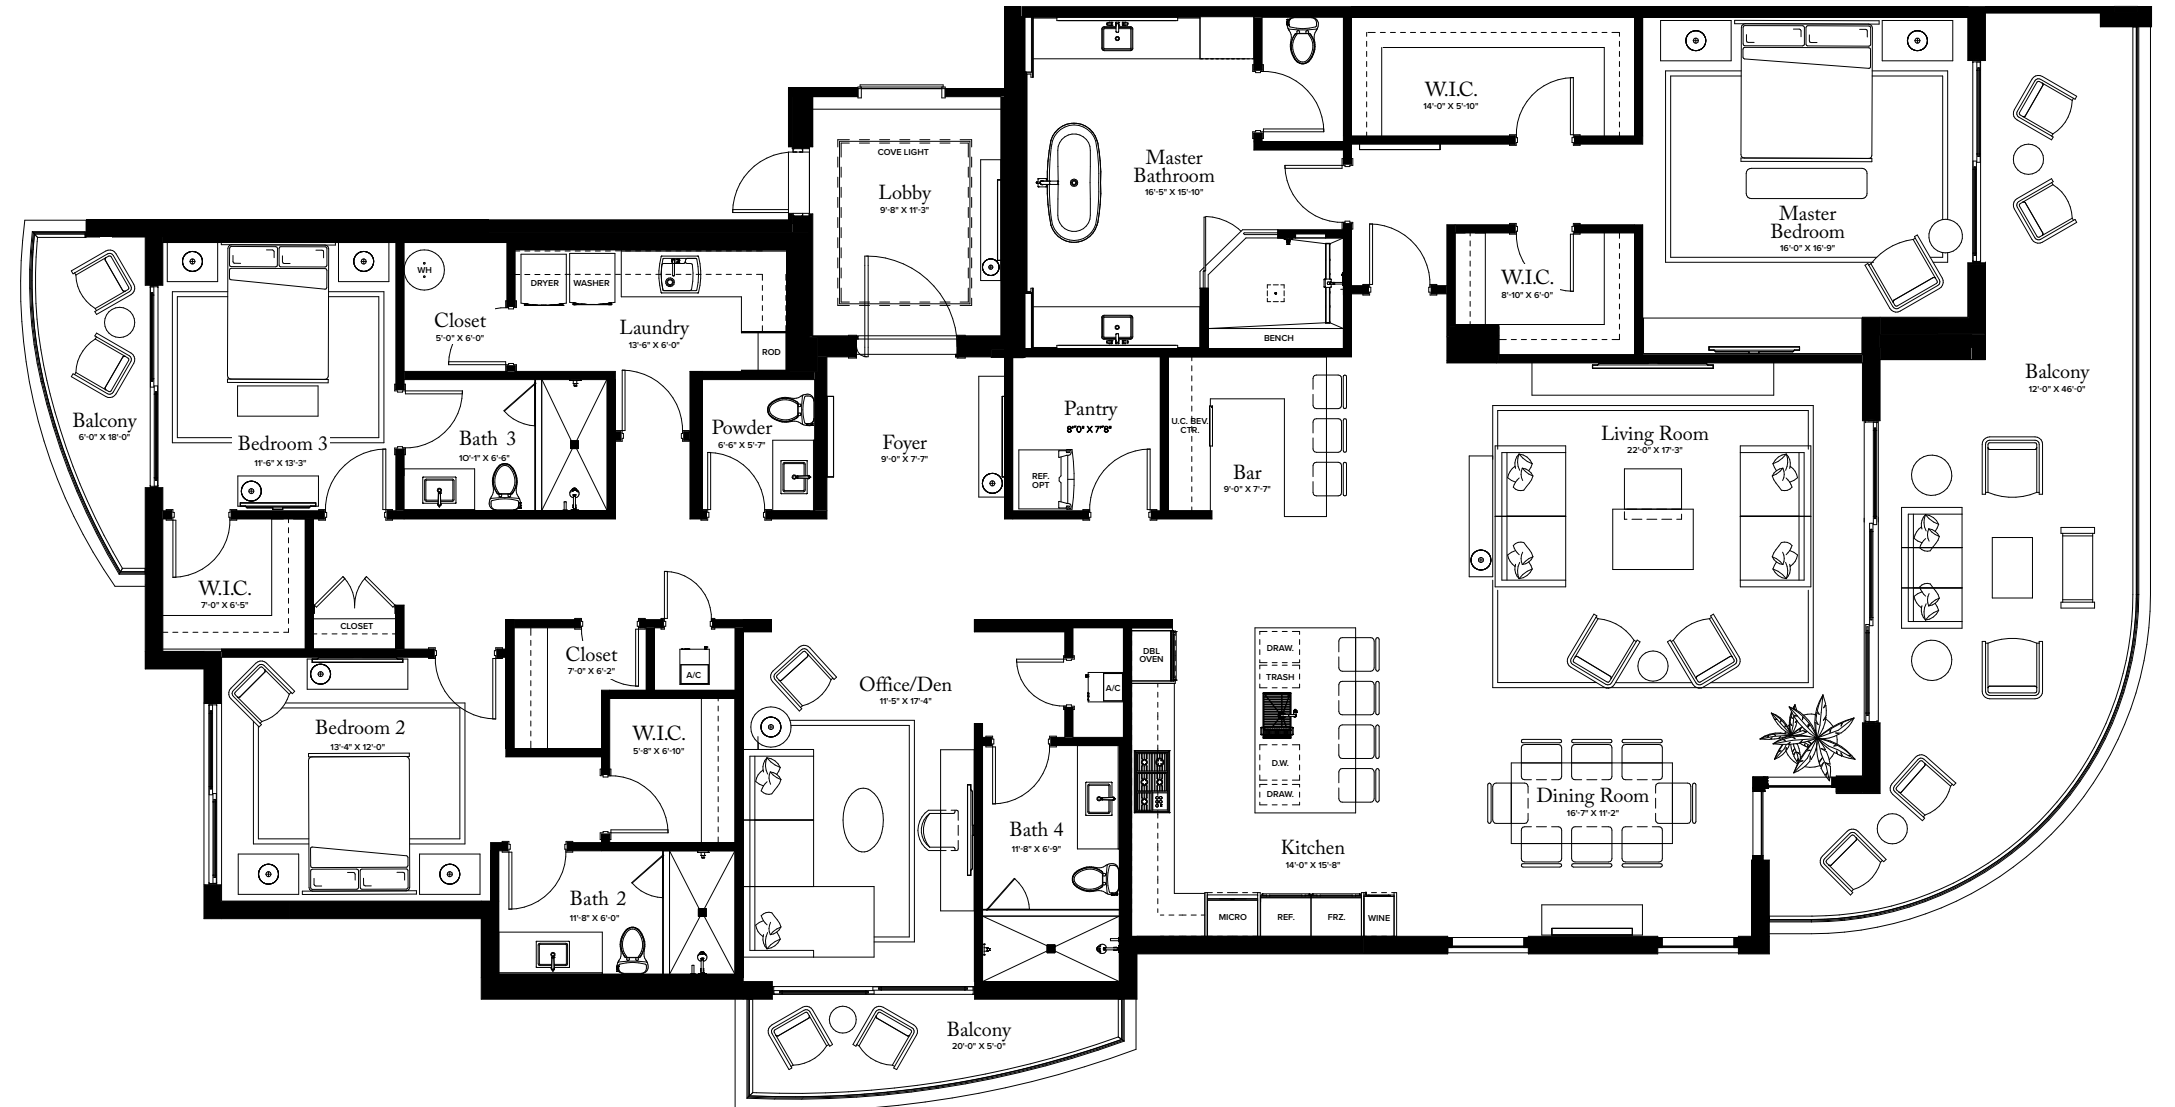 W.I.C.
14'-0" X 5'-10"
COVE LIGHT
Lobby
9'-8" X 11'-3"
Master
Bathroom
16'-5" X 15'-10"
Master
Bedroom
16'-0" X 16'-9"
W.I.C.
8'-10" X 6'-0"
WH
DRYER
WASHER
Closet
5'-0" X 6'-0"
Laundry
13'-6" X 6'-0"
ROD
BENCH
Balcony
12'-0" X 46'-0"
Balcony
6'-0" X 18'-0"
Bedroom 3
11'-6" X 13'-3"
Bath 3
10'-1" X 6'-6"
Powder
6'-6" X 5'-7"
Foyer
9'-0" X 7'-7"
Pantry
REF.
OPT
U.C. BEV.
CTR.
Bar
9'-0" X 7'-7"
Living Room
22'-0" X 17'-3"
W.I.C.
7'-0" X 6'-5"
CLOSET
Closet
7'-0" X 6'-2"
A/C
Office/Den
11'-5" X 17'-4"
A/C
DBL
OVEN
DRAW.
TRASH
D.W.
DRAW.
Bedroom 2
13'-4" X 12'-0"
W.I.C.
5'-8" X 6'-10"
Bath 4
11'-8" X 6'-9"
Kitchen
14'-0" X 15'-8"
Dining Room
16'-7" X 11'-2"
Bath 2
11'-8" X 6'-0"
MICRO
REF.
FRZ.
WINE
Balcony
20'-0" X 5'-0"